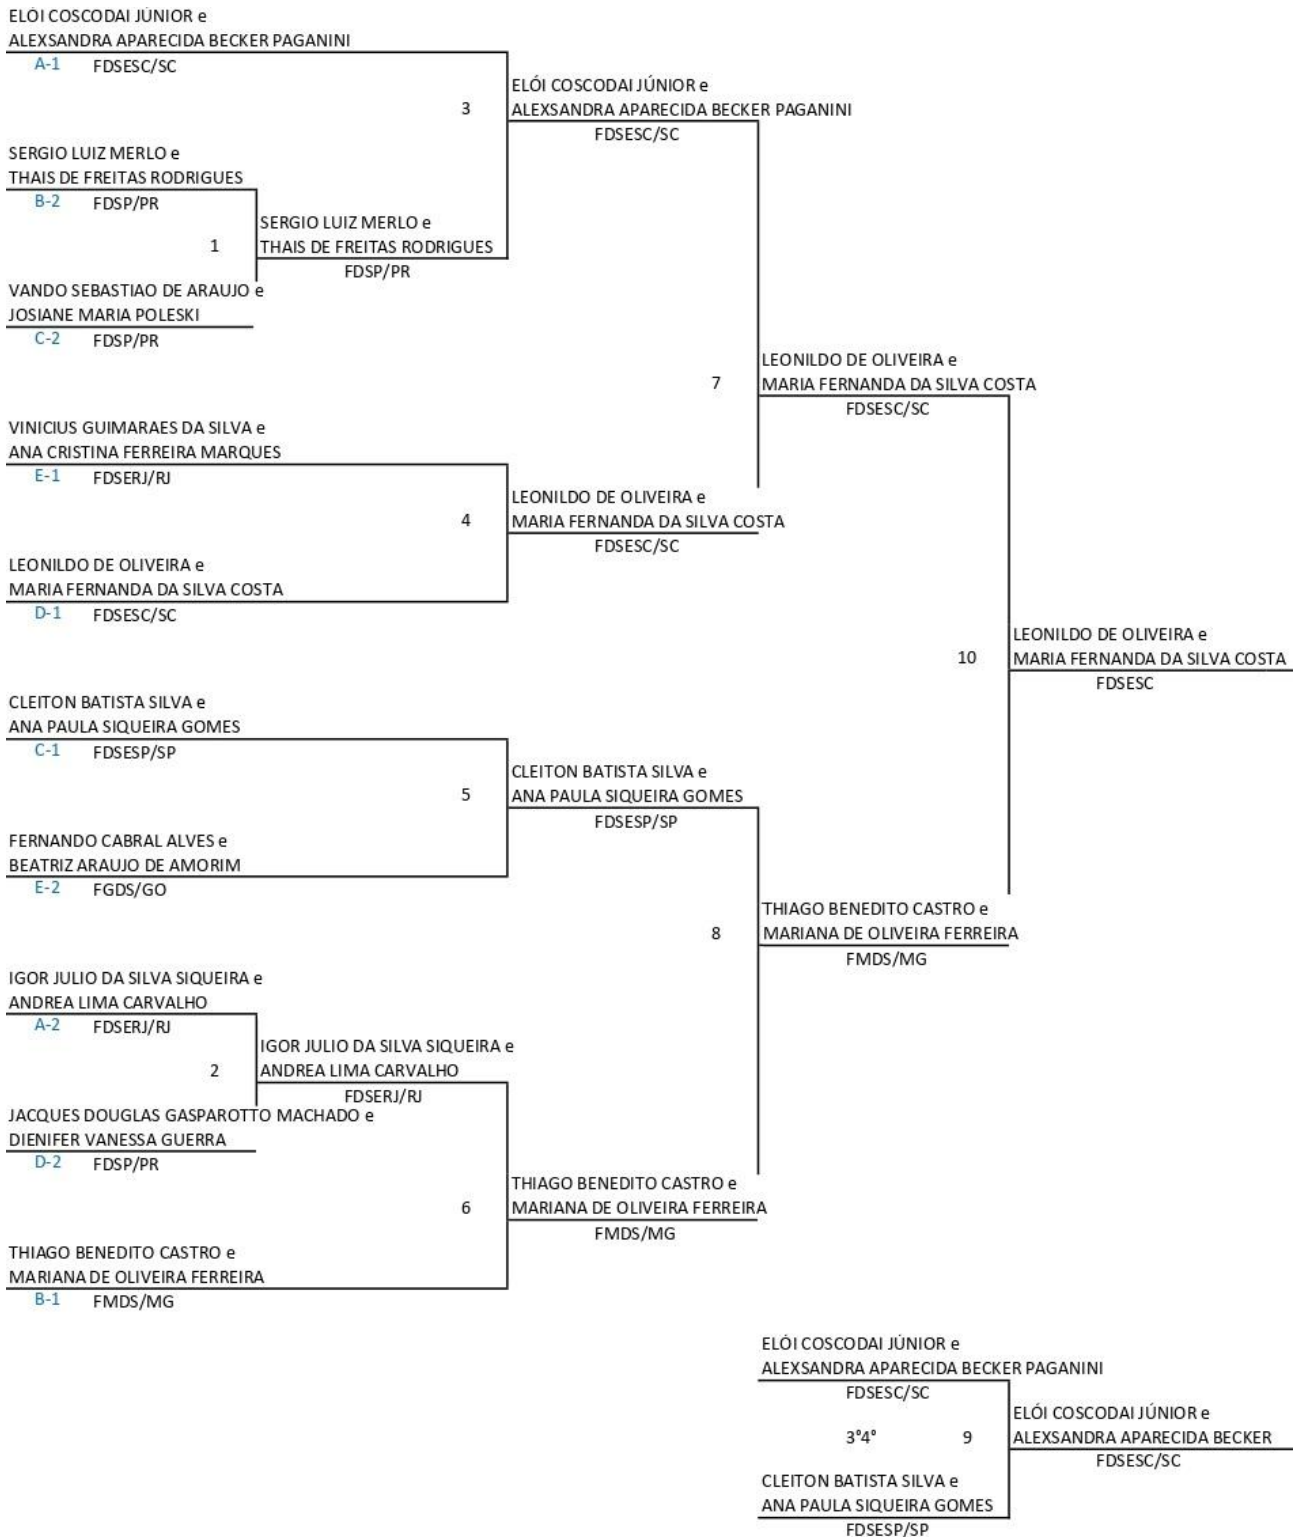 ELÓI COSCODAI JÚNIOR e
ALEXSANDRA APARECIDA BECKER PAGANINI
A-1 FDSESC/SC
3
ELÓI COSCODAI JÚNIOR e
ALEXSANDRA APARECIDA BECKER PAGANINI
FDSESC/SC
SERGIO LUIZ MERLO e
THAIS DE FREITAS RODRIGUES
B-2 FDSP/PR
1
SERGIO LUIZ MERLO e
THAIS DE FREITAS RODRIGUES
FDSP/PR
VANDO SEBASTIAO DE ARAUJO e
JOSIANE MARIA POLESKI
C-2 FDSP/PR
7
LEONILDO DE OLIVEIRA e
MARIA FERNANDA DA SILVA COSTA
FDSESC/SC
VINICIUS GUIMARAES DA SILVA e
ANA CRISTINA FERREIRA MARQUES
E-1 FDSERJ/RJ
4
LEONILDO DE OLIVEIRA e
MARIA FERNANDA DA SILVA COSTA
FDSESC/SC
LEONILDO DE OLIVEIRA e
MARIA FERNANDA DA SILVA COSTA
D-1 FDSESC/SC
10
LEONILDO DE OLIVEIRA e
MARIA FERNANDA DA SILVA COSTA
FDSESC
CLEITON BATISTA SILVA e
ANA PAULA SIQUEIRA GOMES
C-1 FDSESP/SP
5
CLEITON BATISTA SILVA e
ANA PAULA SIQUEIRA GOMES
FDSESP/SP
FERNANDO CABRAL ALVES e
BEATRIZ ARAUJO DE AMORIM
E-2 FGDS/GO
8
THIAGO BENEDITO CASTRO e
MARIANA DE OLIVEIRA FERREIRA
FMDS/MG
IGOR JULIO DA SILVA SIQUEIRA e
ANDREA LIMA CARVALHO
A-2 FDSERJ/RJ
2
IGOR JULIO DA SILVA SIQUEIRA e
ANDREA LIMA CARVALHO
FDSERJ/RJ
JACQUES DOUGLAS GASPAROTTO MACHADO e
DIENIFER VANESSA GUERRA
D-2 FDSP/PR
6
THIAGO BENEDITO CASTRO e
MARIANA DE OLIVEIRA FERREIRA
FMDS/MG
THIAGO BENEDITO CASTRO e
MARIANA DE OLIVEIRA FERREIRA
B-1 FMDS/MG
ELÓI COSCODAI JÚNIOR e
ALEXSANDRA APARECIDA BECKER PAGANINI
FDSESC/SC
3°4° 9
ELÓI COSCODAI JÚNIOR e
ALEXSANDRA APARECIDA BECKER
FDSESC/SC
CLEITON BATISTA SILVA e
ANA PAULA SIQUEIRA GOMES
FDSESP/SP